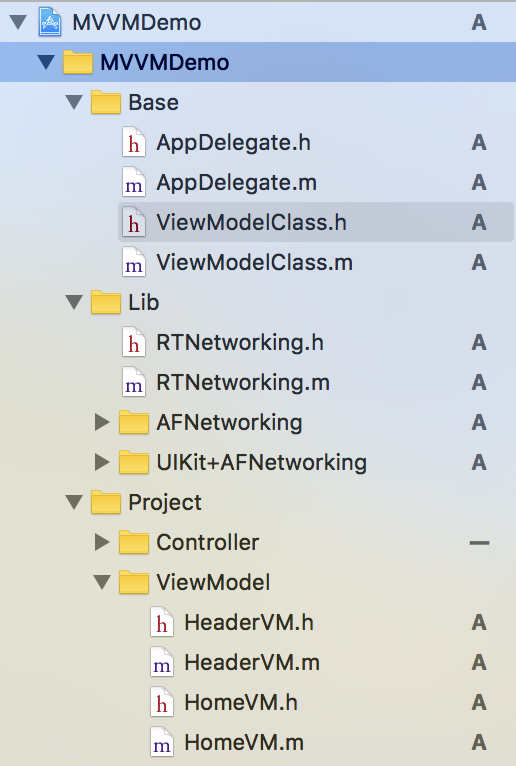 MVVMDemo A
MVVMDemo
Base
h AppDelegate.h A
m AppDelegate.m A
h ViewModelClass.h A
m ViewModelClass.m A
Lib
h RTNetworking.h A
m RTNetworking.m A
AFNetworking A
UIKit+AFNetworking A
Project
Controller —
ViewModel
h HeaderVM.h A
m HeaderVM.m A
h HomeVM.h A
m HomeVM.m A